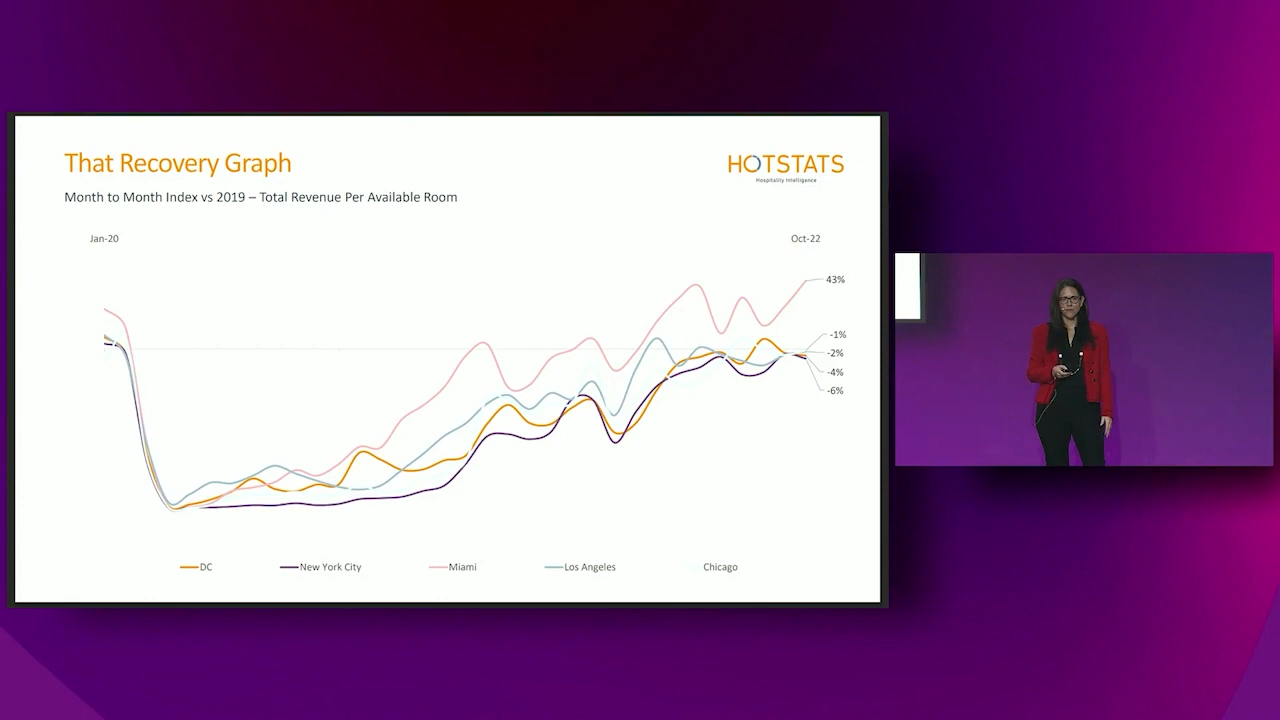 That Recovery Graph
HOTSTATS
Hospitality Intelligence
Month to Month Index vs 2019 – Total Revenue Per Available Room
Jan-20
Oct-22
43%
-1%
-2%
-4%
-6%
DC
New York City
Miami
Los Angeles
Chicago